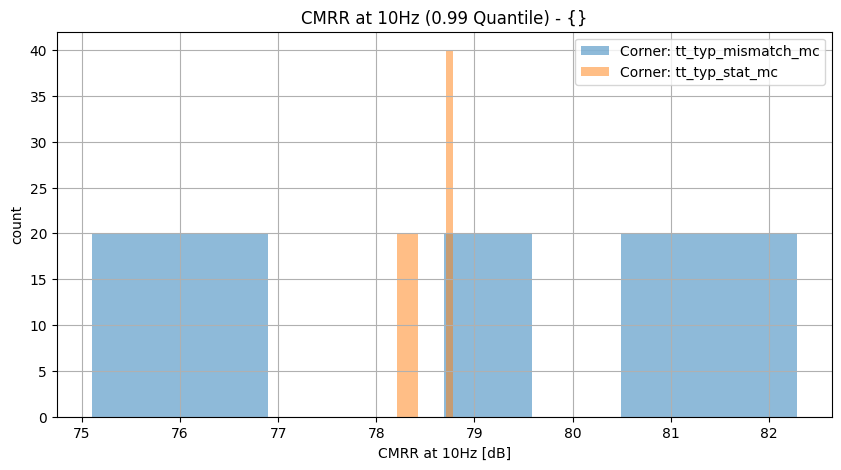 CMRR at 10Hz (0.99 Quantile) - {}
Corner: tt_typ_mismatch_mc
Corner: tt_typ_stat_mc
count
40
35
30
25
20
15
10
5
0
75 76 77 78 79 80 81 82
CMRR at 10Hz [dB]